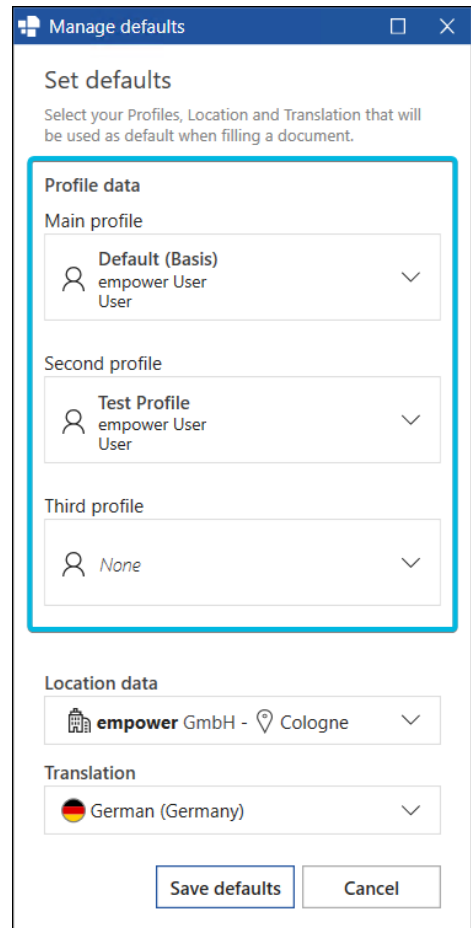 Manage defaults
Set defaults
Select your Profiles, Location and Translation that will
be used as default when filling a document.
Profile data
Main profile
Default (Basis)
empower User
User
Second profile
Test Profile
empower User
User
Third profile
None
Location data
empower GmbH - Cologne
Translation
German (Germany)
Save defaults Cancel